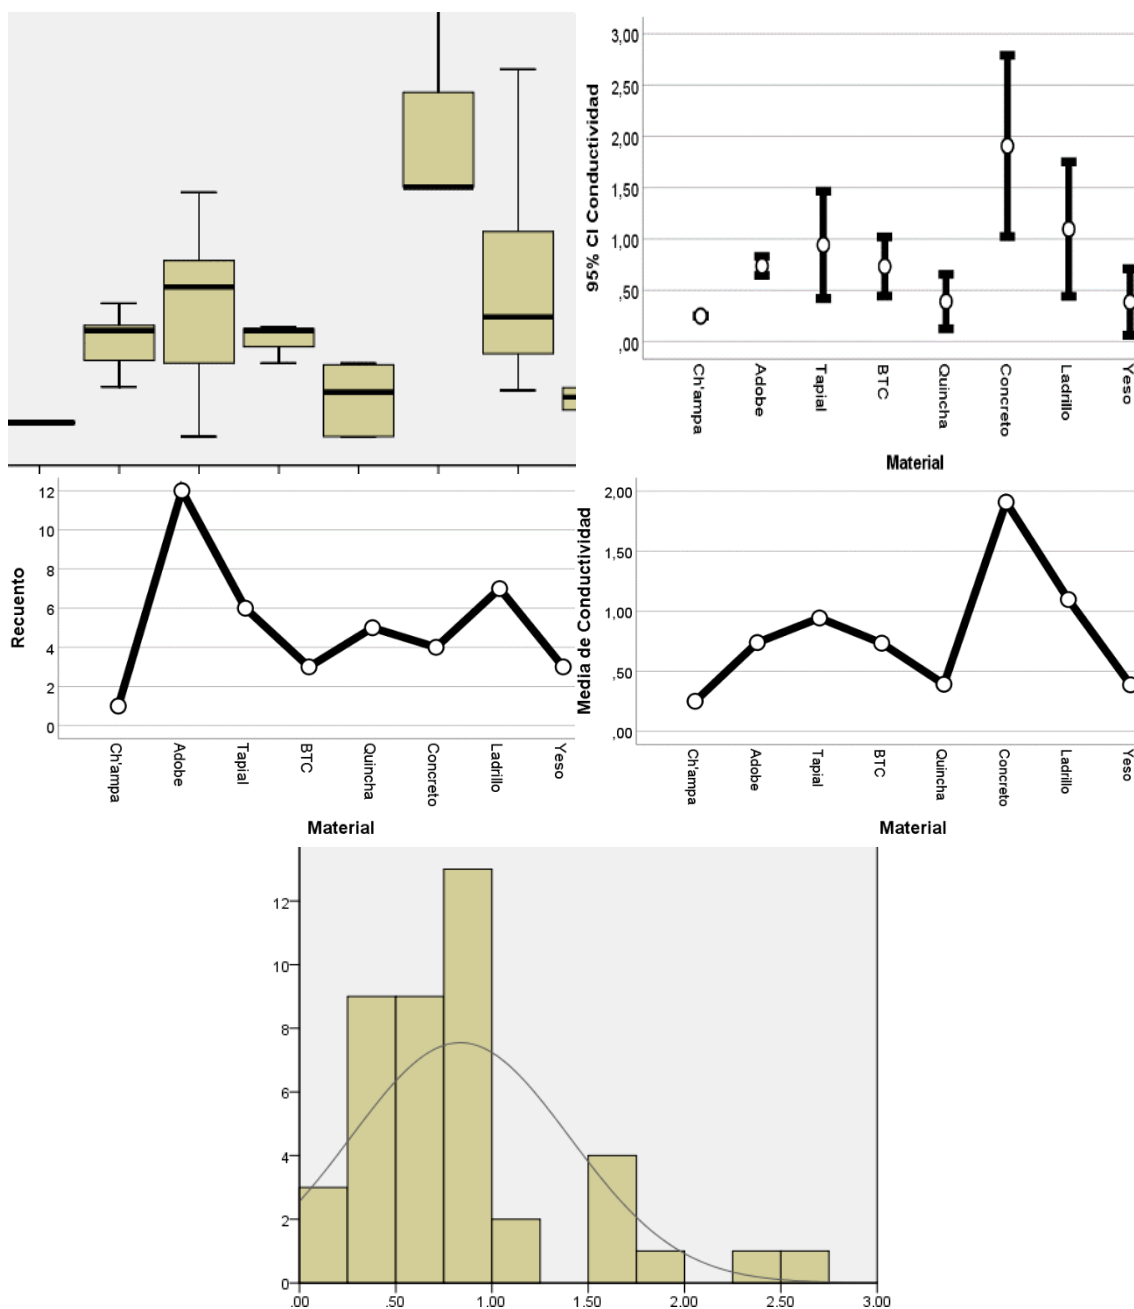 3,00
2,50
2,00
1,50
1,00
,50
,00
95% CI Conductividad
Ch'ampa
Adobe
Tapial
BTC
Quincha
Concreto
Ladrillo
Yeso
Material
12
10
8
6
4
2
0
Recuento
Ch'ampa
Adobe
Tapial
BTC
Quincha
Concreto
Ladrillo
Yeso
Material
2,00
1,50
1,00
,50
,00
Media de Conductividad
Ch'ampa
Adobe
Tapial
BTC
Quincha
Concreto
Ladrillo
Yeso
Material
12
10
8
6
4
2
0
.00 .50 1.00 1.50 2.00 2.50 3.00